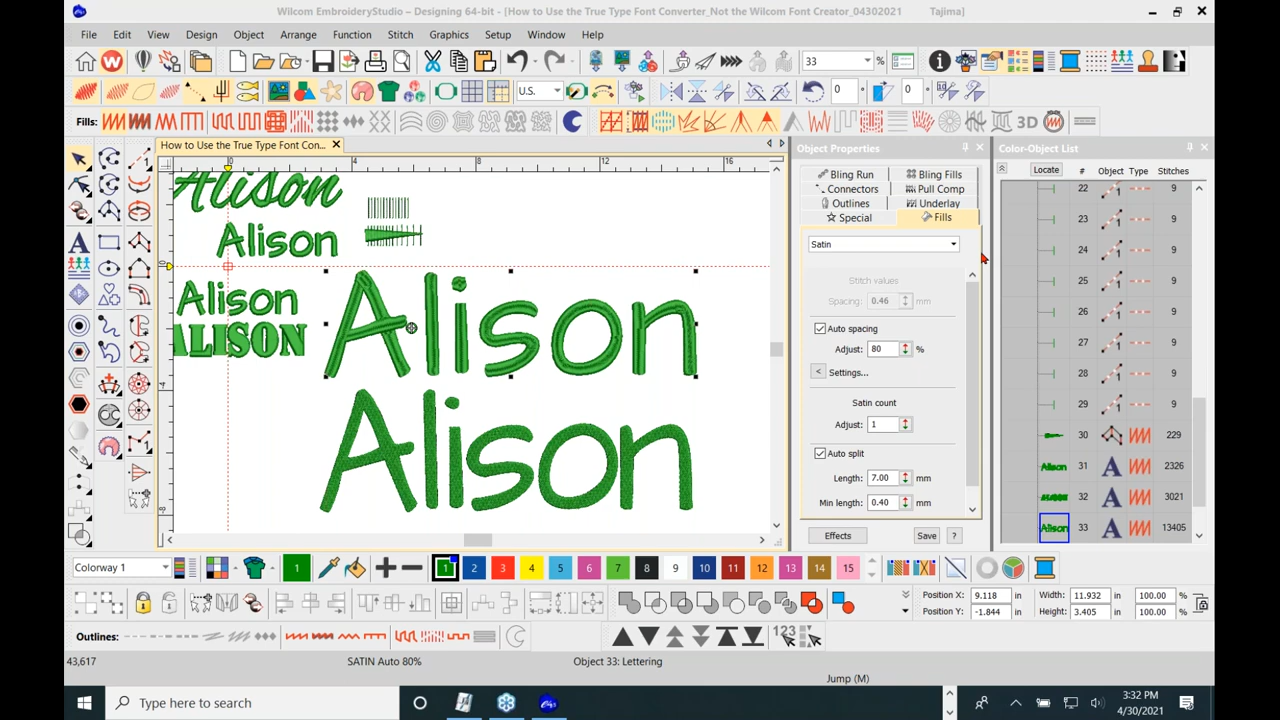 Wilcom EmbroideryStudio – Designing 64-bit - [How to Use the True Type Font Converter_Not the Wilcom Font Creator_04302021 Tajima]
File Edit View Design Object Arrange Function Stitch Graphics Setup Window Help
33 %
U.S. 0 0
Fills: 3D
How to Use the True Type Font Con...
0 4 8 12 16
Alison
Alison
Alison
ALISON
Alison
Alison
Object Properties
Bling Run Bling Fills
Connectors Pull Comp
Outlines Underlay
Special Fills
Satin
Stitch values
Spacing: 0.46 mm
Auto spacing
Adjust: 80 %
< Settings...
Satin count
Adjust: 1
Auto split
Length: 7.00 mm
Min length: 0.40 mm
Effects Save ?
Color-Object List
Locate # Object Type Stitches
22 9
23 9
24 9
25 9
26 9
27 9
28 9
29 9
30 229
Alison 31 A 2326
32 A 3021
Alison 33 A 13405
Colorway 1 1 1 2 3 4 5 6 7 8 9 10 11 12 13 14 15
Position X: 9.118 in Width: 11.932 in 100.00 %
Position Y: -1.844 in Height: 3.405 in 100.00 %
Outlines: 123
43,617 SATIN Auto 80% Object 33: Lettering
Jump (M)
Type here to search
3:32 PM
4/30/2021